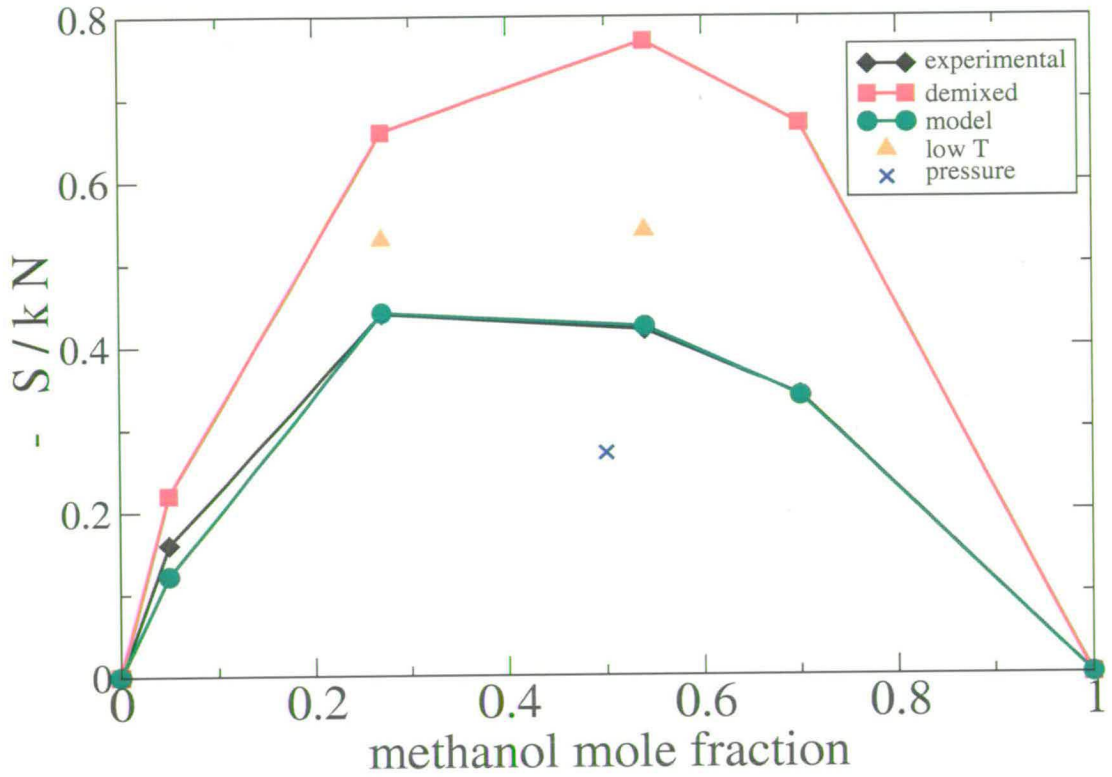 0.8
0.6
0.4
0.2
0
- S / k N
experimental
demixed
model
low T
pressure
0 0.2 0.4 0.6 0.8 1
methanol mole fraction